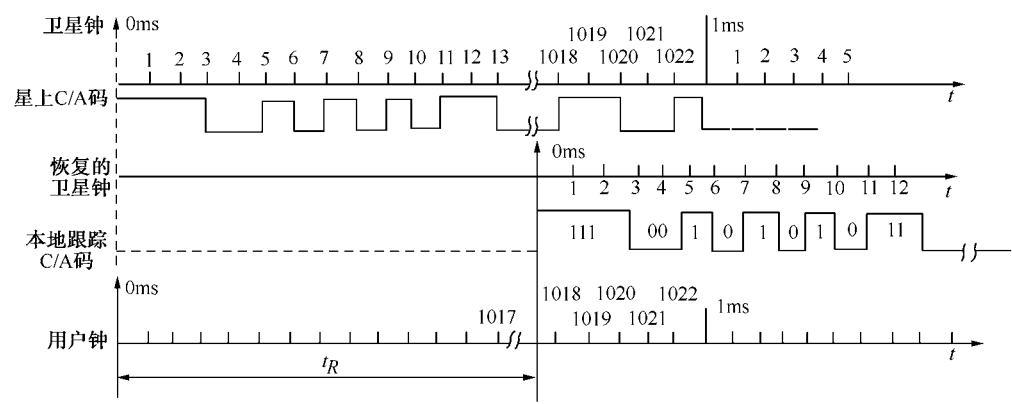 卫星钟 0ms 1019 1021 1ms
1 2 3 4 5 6 7 8 9 10 11 12 13 1018 1020 1022 1 2 3 4 5
t
星上C/A码
恢复的
卫星钟
0ms
1 2 3 4 5 6 7 8 9 10 11 12 t
本地跟踪
C/A码
111 00 1 0 1 0 1 0 11
0ms
1018 1020 1022 1ms
1017 1019 1021
用户钟
t
tR